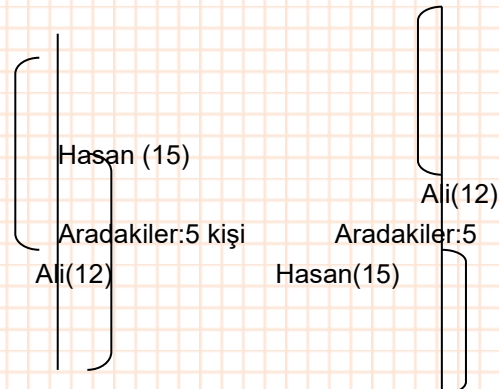 Hasan (15)
Ali(12)
Aradakiler:5 kişi
Aradakiler:5
Ali(12)
Hasan(15)